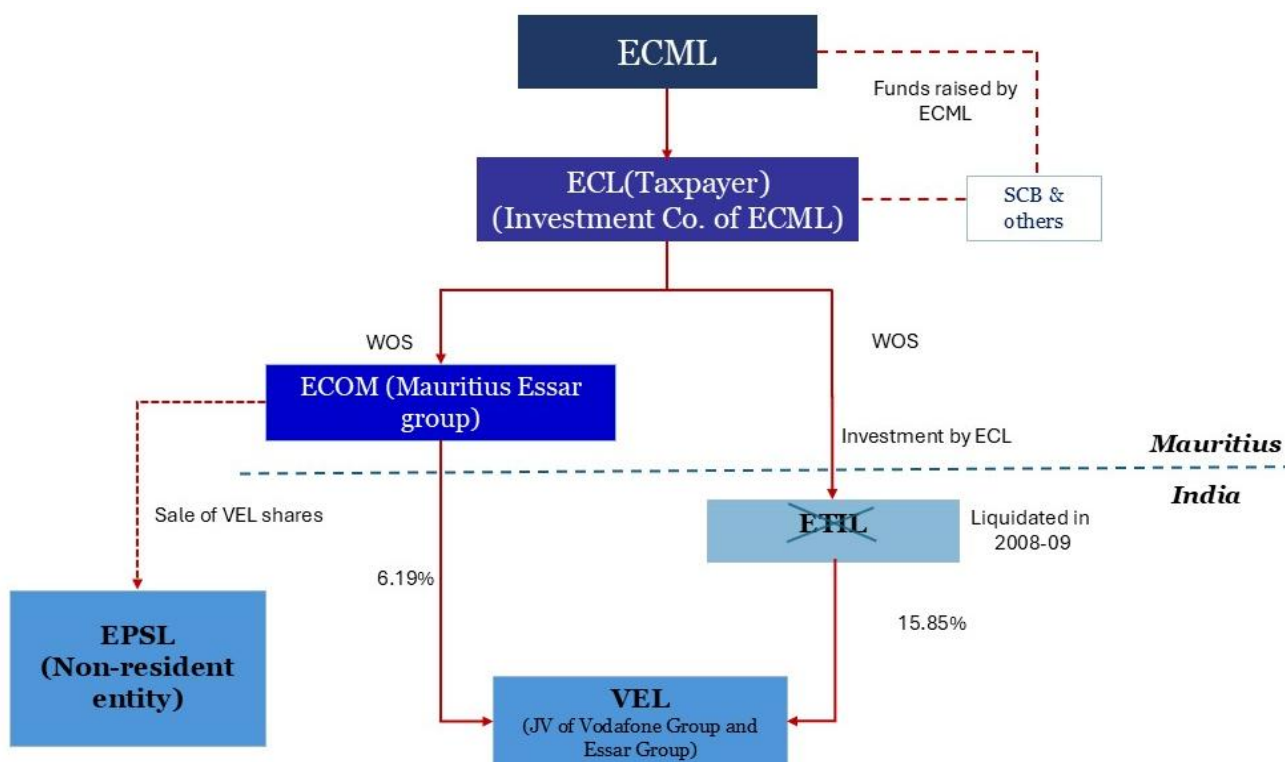 ECML
Funds raised by
ECML
ECL(Taxpayer)
(Investment Co. of ECML)
SCB &
others
WOS
WOS
ECOM (Mauritius Essar
group)
Investment by ECL
Mauritius
India
Sale of VEL shares
ETIL
Liquidated in
2008-09
6.19%
15.85%
EPSL
(Non-resident
entity)
VEL
(JV of Vodafone Group and
Essar Group)